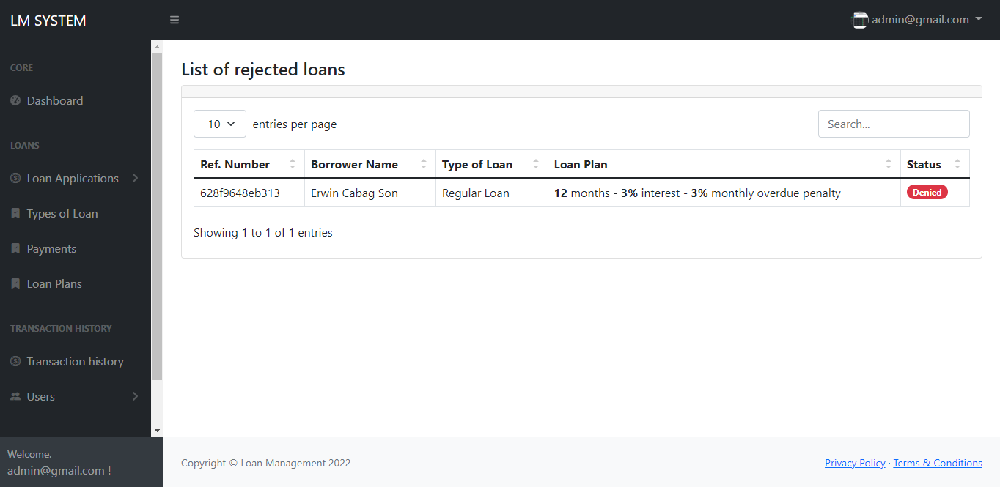 LM SYSTEM
admin@gmail.com
CORE
Dashboard
LOANS
Loan Applications
Types of Loan
Payments
Loan Plans
TRANSACTION HISTORY
Transaction history
Users
Welcome,
admin@gmail.com !
List of rejected loans
10 entries per page
Search...
Ref. Number Borrower Name Type of Loan Loan Plan Status
628f9648eb313 Erwin Cabag Son Regular Loan 12 months - 3% interest - 3% monthly overdue penalty Denied
Showing 1 to 1 of 1 entries
Copyright © Loan Management 2022
Privacy Policy · Terms & Conditions